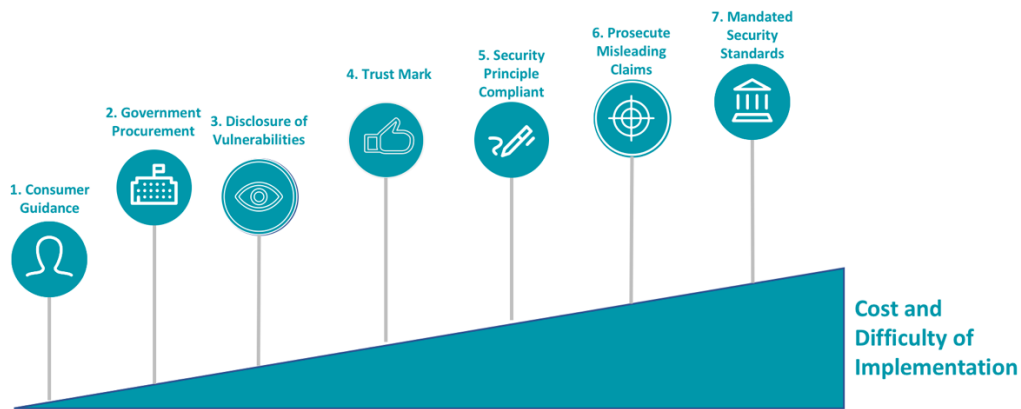 1. Consumer
Guidance
2. Government
Procurement
3. Disclosure of
Vulnerabilities
4. Trust Mark
5. Security
Principle
Compliant
6. Prosecute
Misleading
Claims
7. Mandated
Security
Standards
Cost and
Difficulty of
Implementation